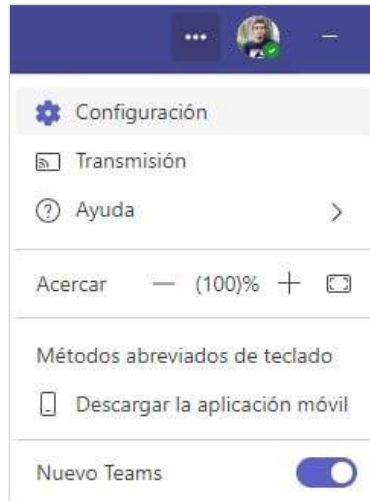 Configuración
Transmisión
Ayuda
Acercar — (100)% +
Métodos abreviados de teclado
Descargar la aplicación móvil
Nuevo Teams